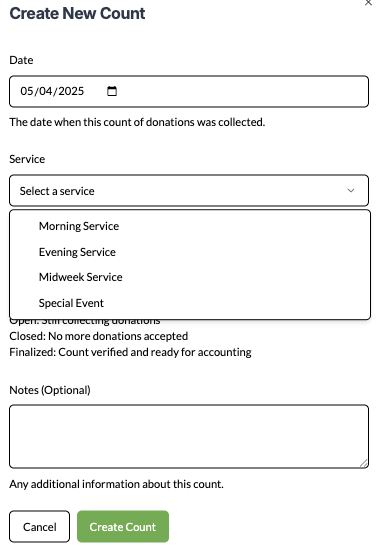 Create New Count
Date
05/04/2025
The date when this count of donations was collected.
Service
Select a service
Morning Service
Evening Service
Midweek Service
Special Event
Open: Still collecting donations
Closed: No more donations accepted
Finalized: Count verified and ready for accounting
Notes (Optional)
Any additional information about this count.
Cancel
Create Count